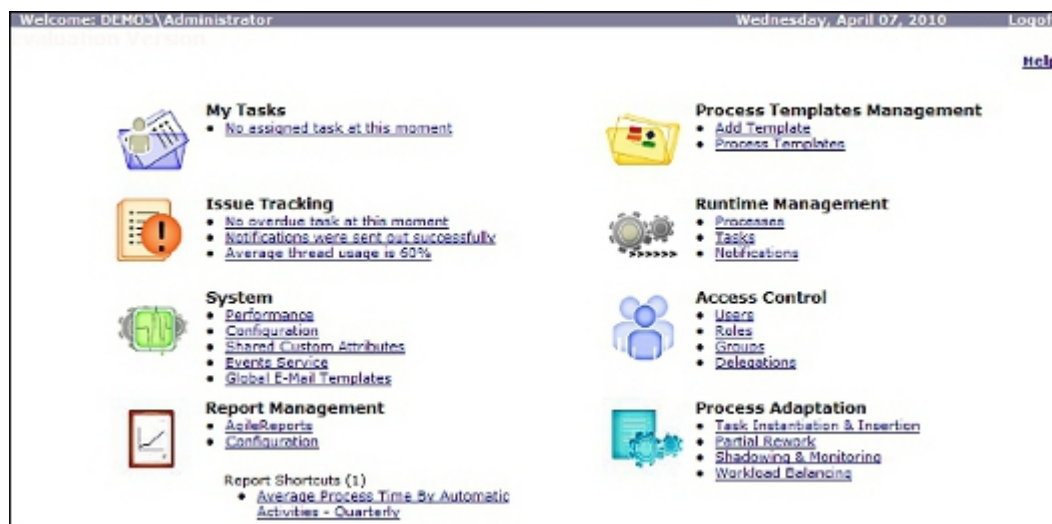 Welcome: DEMO3\Administrator
Wednesday, April 07, 2010
Logof
valuation Version
Help
My Tasks
No assigned task at this moment
Issue Tracking
No overdue task at this moment
Notifications were sent out successfully
Average thread usage is 60%
System
Performance
Configuration
Shared Custom Attributes
Events Service
Global E-Mail Templates
Report Management
AgileReports
Configuration
Report Shortcuts (1)
Average Process Time By Automatic
Activities - Quarterly
Process Templates Management
Add Template
Process Templates
Runtime Management
Processes
Tasks
Notifications
Access Control
Users
Roles
Groups
Delegations
Process Adaptation
Task Instantiation & Insertion
Partial Rework
Shadowing & Monitoring
Workload Balancing